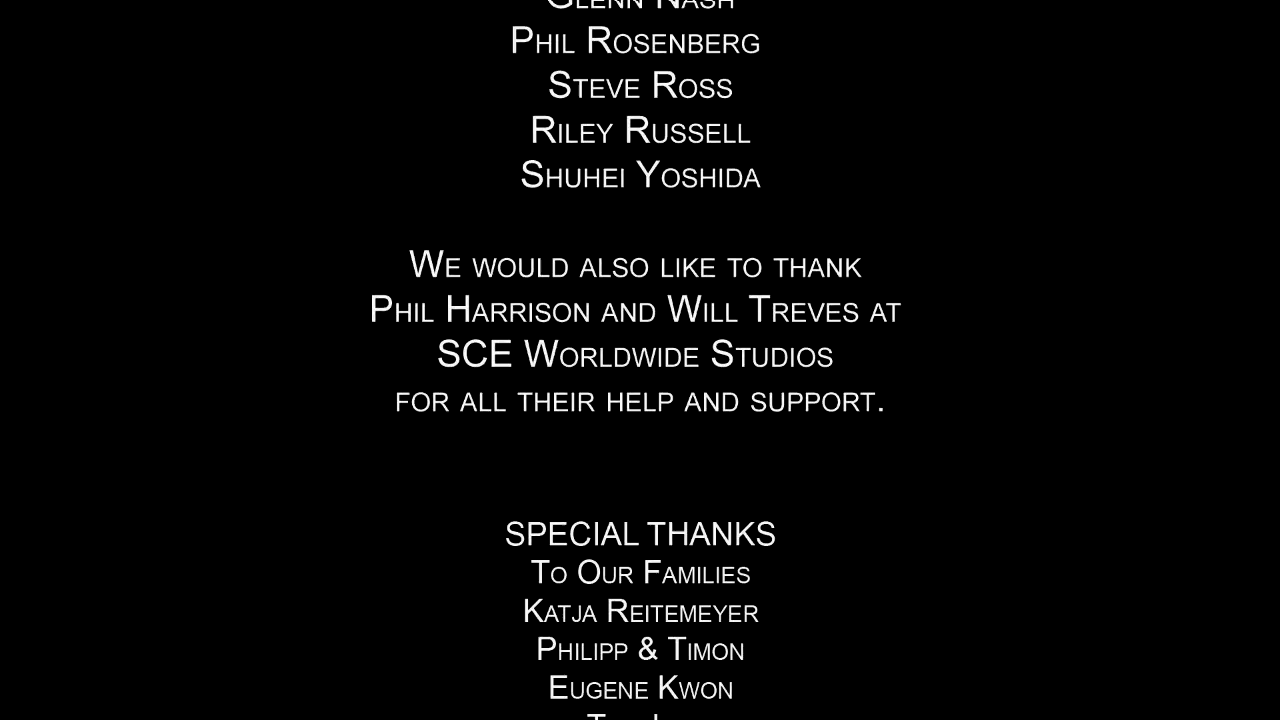 Glenn Nash
Phil Rosenberg
Steve Ross
Riley Russell
Shuhei Yoshida
We would also like to thank
Phil Harrison and Will Treves at
SCE Worldwide Studios
for all their help and support.
SPECIAL THANKS
To Our Families
Katja Reitemeyer
Philipp & Timon
Eugene Kwon